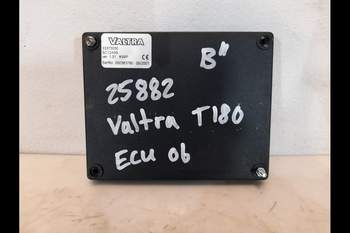 VALTRA
B"
25882
Valtra T180
Ecu 06